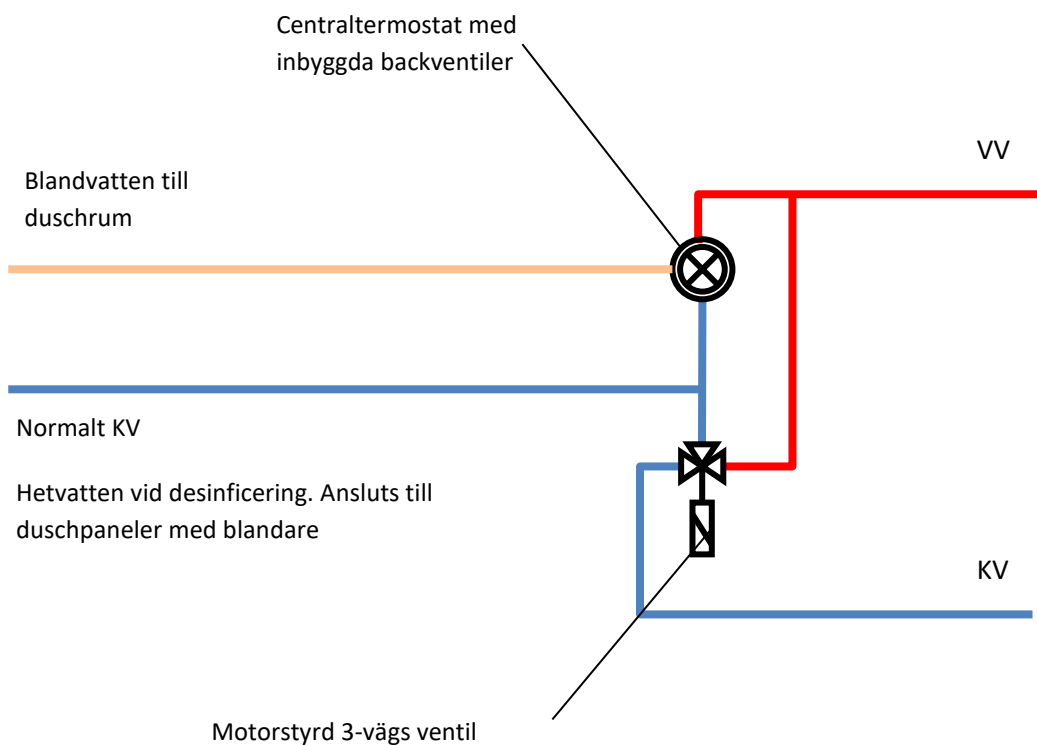 Centraltermostat med
inbyggda backventiler
VV
Blandvatten till
duschrum
Normalt KV
Hetvatten vid desinficering. Ansluts till
duschpaneler med blandare
KV
Motorstyrd 3-vägs ventil